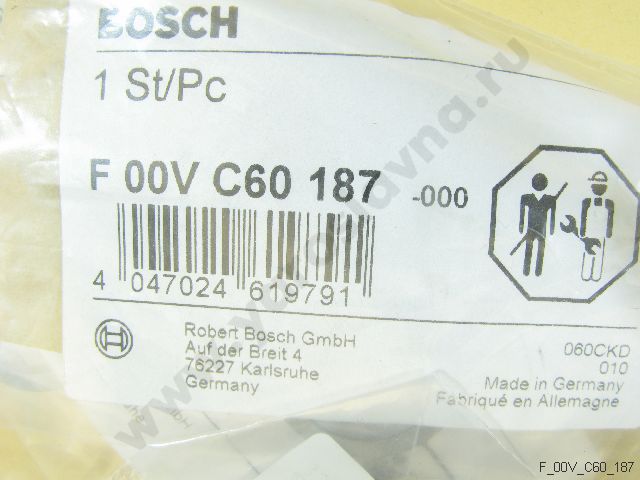 BOSCH
1 St/Pc
F 00V C60 187 -000
4 047024 619791
Robert Bosch GmbH
Auf der Breit 4
76227 Karlsruhe
Germany
060CKD
010
Made in Germany
Fabriqué en Allemagne
F_00V_C60_187